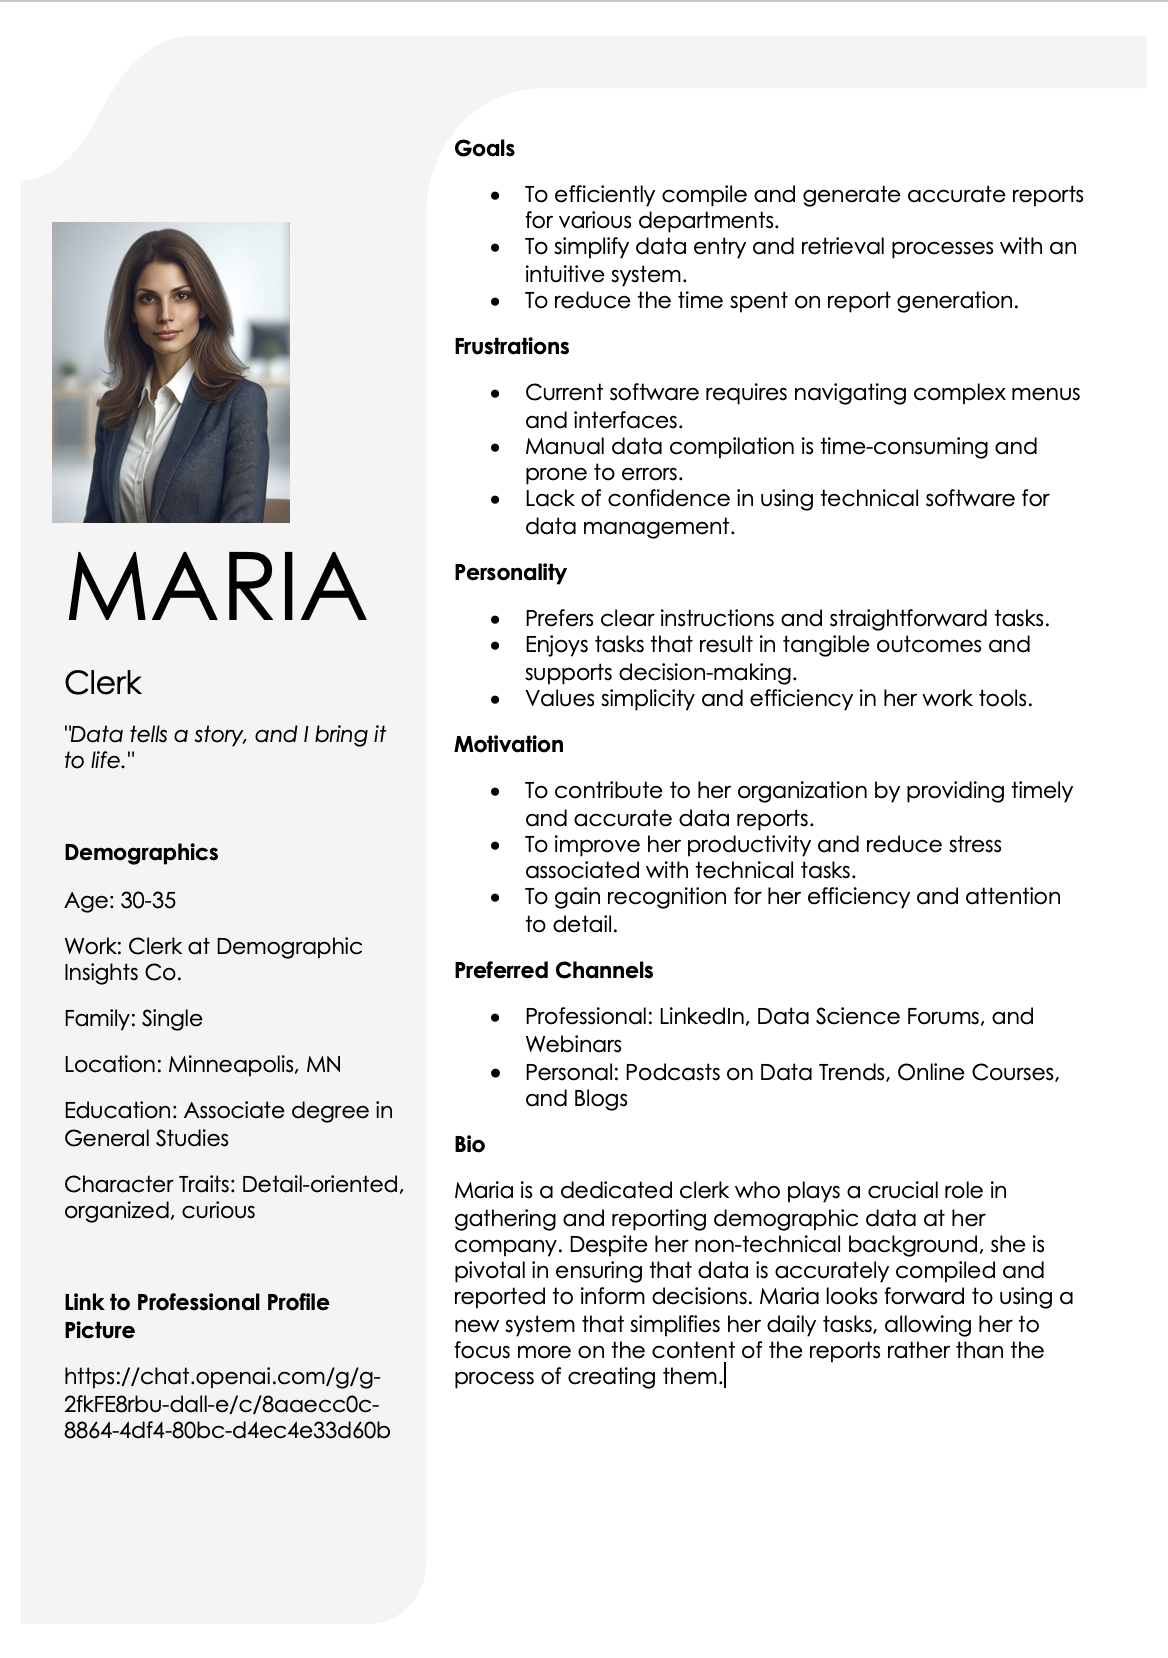 MARIA
Clerk
"Data tells a story, and I bring it
to life."
Demographics
Age: 30-35
Work: Clerk at Demographic
Insights Co.
Family: Single
Location: Minneapolis, MN
Education: Associate degree in
General Studies
Character Traits: Detail-oriented,
organized, curious
Link to Professional Profile
Picture
https://chat.openai.com/g/g-
2fkFE8rbu-dall-e/c/8aaecc0c-
8864-4df4-80bc-d4ec4e33d60b
Goals
• To efficiently compile and generate accurate reports
for various departments.
• To simplify data entry and retrieval processes with an
intuitive system.
• To reduce the time spent on report generation.
Frustrations
• Current software requires navigating complex menus
and interfaces.
• Manual data compilation is time-consuming and
prone to errors.
• Lack of confidence in using technical software for
data management.
Personality
• Prefers clear instructions and straightforward tasks.
• Enjoys tasks that result in tangible outcomes and
supports decision-making.
• Values simplicity and efficiency in her work tools.
Motivation
• To contribute to her organization by providing timely
and accurate data reports.
• To improve her productivity and reduce stress
associated with technical tasks.
• To gain recognition for her efficiency and attention
to detail.
Preferred Channels
• Professional: LinkedIn, Data Science Forums, and
Webinars
• Personal: Podcasts on Data Trends, Online Courses,
and Blogs
Bio
Maria is a dedicated clerk who plays a crucial role in
gathering and reporting demographic data at her
company. Despite her non-technical background, she is
pivotal in ensuring that data is accurately compiled and
reported to inform decisions. Maria looks forward to using a
new system that simplifies her daily tasks, allowing her to
focus more on the content of the reports rather than the
process of creating them.